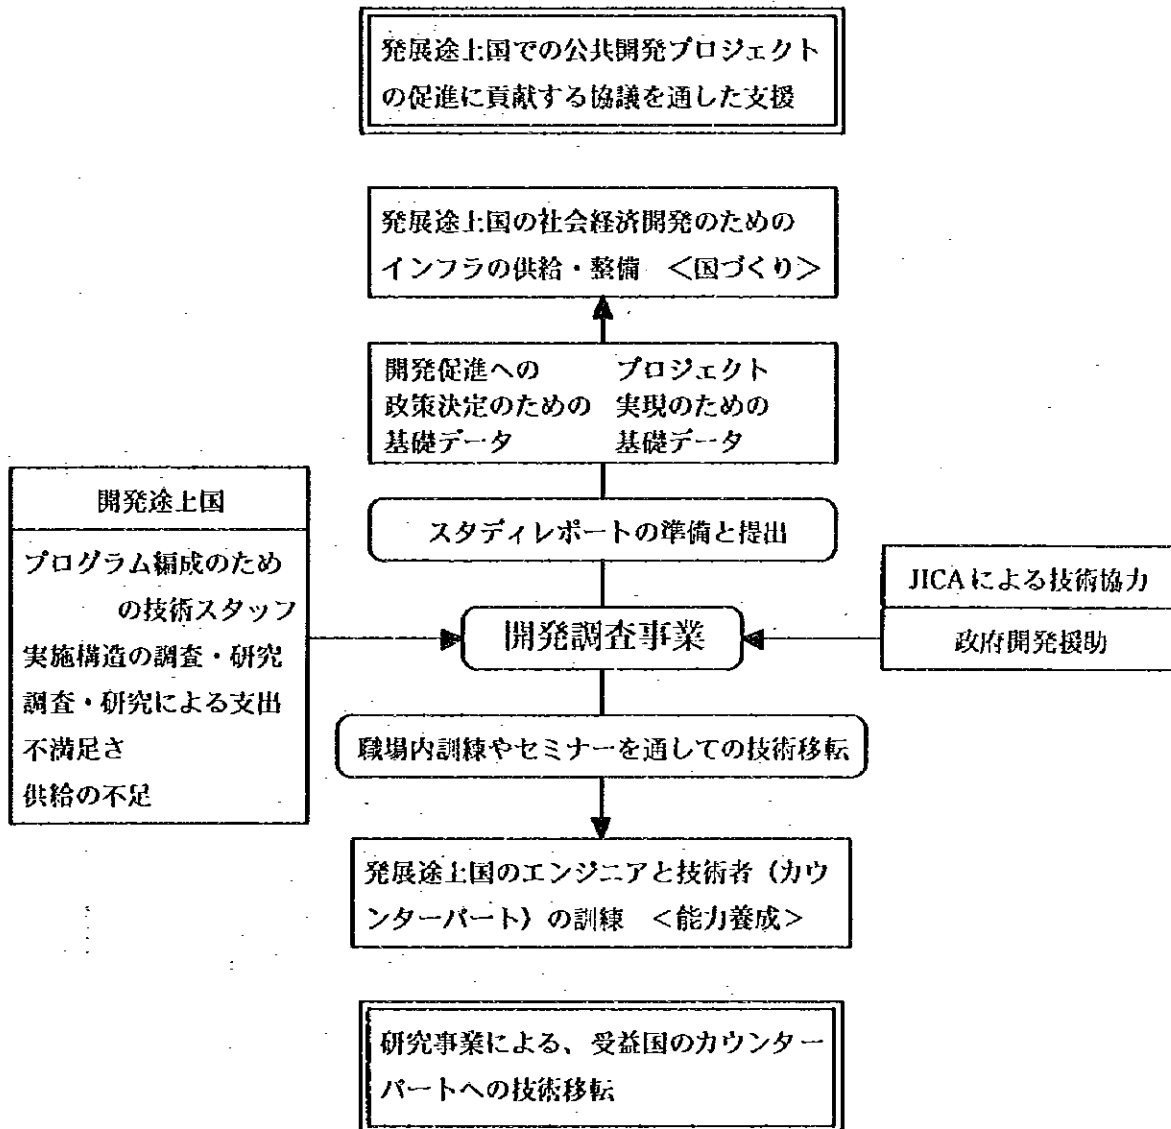 発展途上国での公共開発プロジェクト
の促進に貢献する協議を通した支援
発展途上国の社会経済開発のための
インフラの供給・整備　＜国づくり＞
開発促進への
政策決定のための
基礎データ
プロジェクト
実現のための
基礎データ
開発途上国
プログラム編成のため
の技術スタッフ
実施構造の調査・研究
調査・研究による支出
不満足さ
供給の不足
スタディレポートの準備と提出
開発調査事業
JICAによる技術協力
政府開発援助
職場内訓練やセミナーを通しての技術移転
発展途上国のエンジニアと技術者（カウ
ンターパート）の訓練　＜能力養成＞
研究事業による、受益国のカウンター
パートへの技術移転